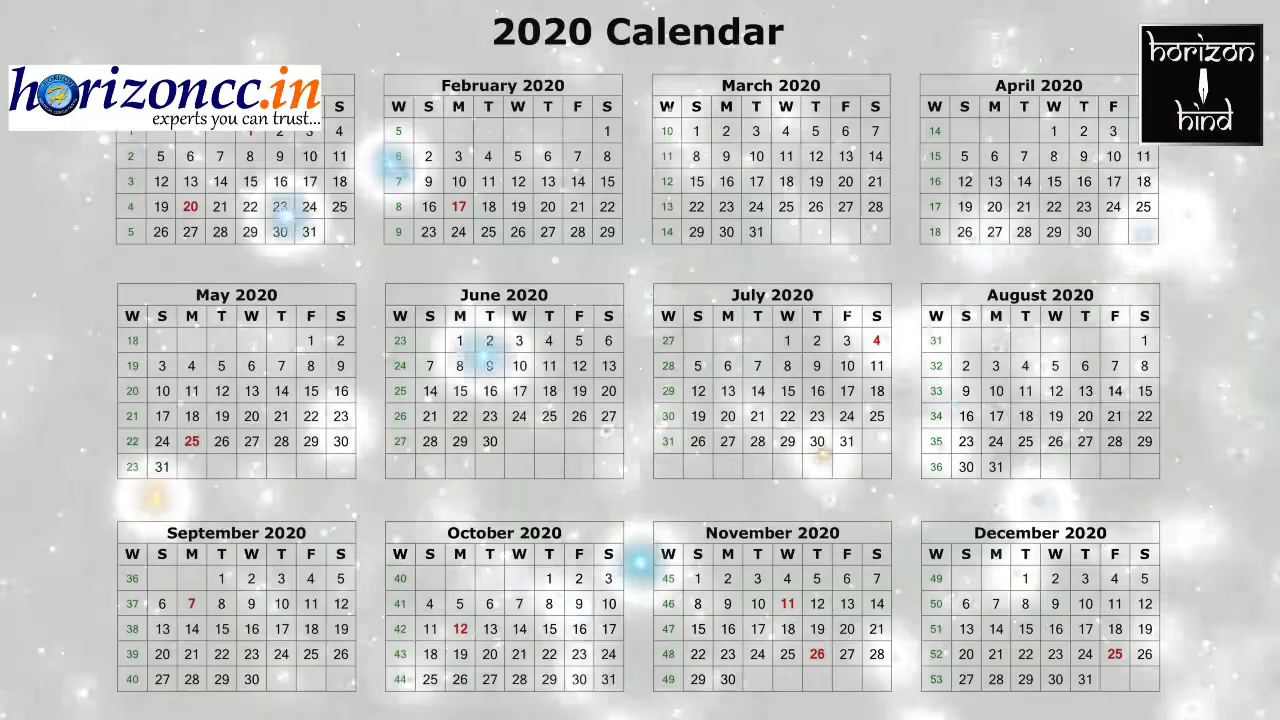 2020 Calendar
horizoncc.in
experts you can trust...
horizon
hind
S
1 1 2 3 4
2 5 6 7 8 9 10 11
3 12 13 14 15 16 17 18
4 19 20 21 22 23 24 25
5 26 27 28 29 30 31
February 2020
W S M T W T F S
5 1
6 2 3 4 5 6 7 8
7 9 10 11 12 13 14 15
8 16 17 18 19 20 21 22
9 23 24 25 26 27 28 29
March 2020
W S M T W T F S
10 1 2 3 4 5 6 7
11 8 9 10 11 12 13 14
12 15 16 17 18 19 20 21
13 22 23 24 25 26 27 28
14 29 30 31
April 2020
W S M T W T F
14 1 2 3
15 5 6 7 8 9 10 11
16 12 13 14 15 16 17 18
17 19 20 21 22 23 24 25
18 26 27 28 29 30
May 2020
W S M T W T F S
18 1 2
19 3 4 5 6 7 8 9
20 10 11 12 13 14 15 16
21 17 18 19 20 21 22 23
22 24 25 26 27 28 29 30
23 31
June 2020
W S M T W T F S
23 1 2 3 4 5 6
24 7 8 9 10 11 12 13
25 14 15 16 17 18 19 20
26 21 22 23 24 25 26 27
27 28 29 30
July 2020
W S M T W T F S
27 1 2 3 4
28 5 6 7 8 9 10 11
29 12 13 14 15 16 17 18
30 19 20 21 22 23 24 25
31 26 27 28 29 30 31
August 2020
W S M T W T F S
31 1
32 2 3 4 5 6 7 8
33 9 10 11 12 13 14 15
34 16 17 18 19 20 21 22
35 23 24 25 26 27 28 29
36 30 31
September 2020
W S M T W T F S
36 1 2 3 4 5
37 6 7 8 9 10 11 12
38 13 14 15 16 17 18 19
39 20 21 22 23 24 25 26
40 27 28 29 30
October 2020
W S M T W T F S
40 1 2 3
41 4 5 6 7 8 9 10
42 11 12 13 14 15 16 17
43 18 19 20 21 22 23 24
44 25 26 27 28 29 30 31
November 2020
W S M T W T F S
45 1 2 3 4 5 6 7
46 8 9 10 11 12 13 14
47 15 16 17 18 19 20 21
48 22 23 24 25 26 27 28
49 29 30
December 2020
W S M T W T F S
49 1 2 3 4 5
50 6 7 8 9 10 11 12
51 13 14 15 16 17 18 19
52 20 21 22 23 24 25 26
53 27 28 29 30 31